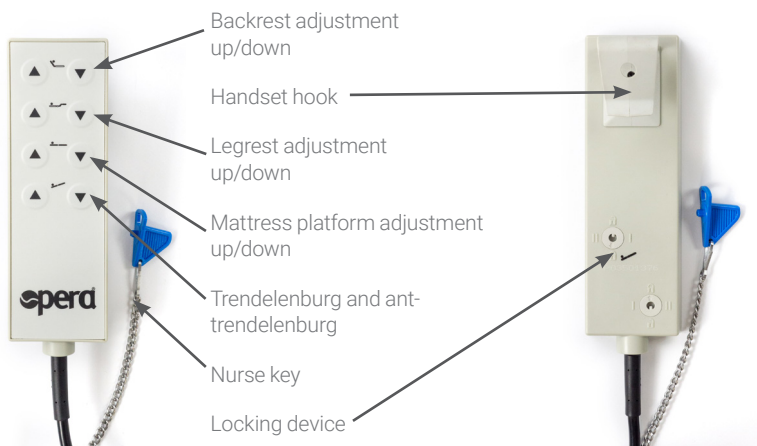 Backrest adjustment
up/down
Handset hook
Legrest adjustment
up/down
Mattress platform adjustment
up/down
Trendelenburg and ant-
trendelenburg
Nurse key
Locking device
opera